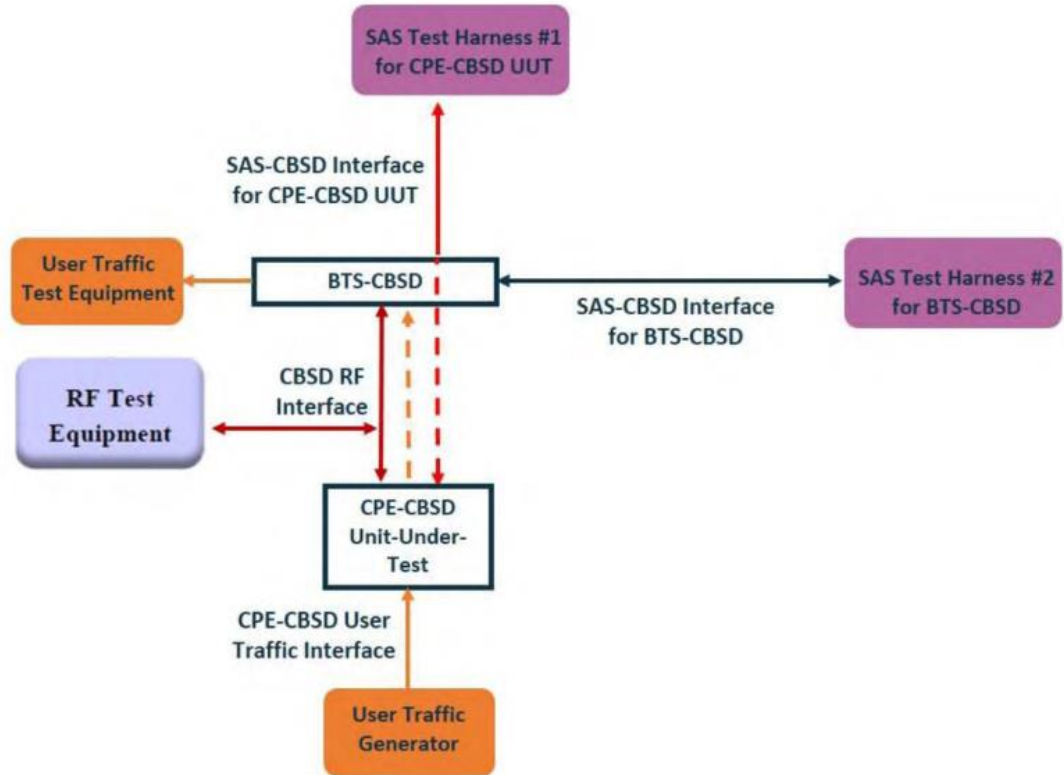 SAS Test Harness #1
for CPE-CBSD UUT
SAS-CBSD Interface
for CPE-CBSD UUT
User Traffic
Test Equipment
BTS-CBSD
SAS Test Harness #2
for BTS-CBSD
SAS-CBSD Interface
for BTS-CBSD
RF Test
Equipment
CBSD RF
Interface
CPE-CBSD
Unit-Under-
Test
CPE-CBSD User
Traffic Interface
User Traffic
Generator